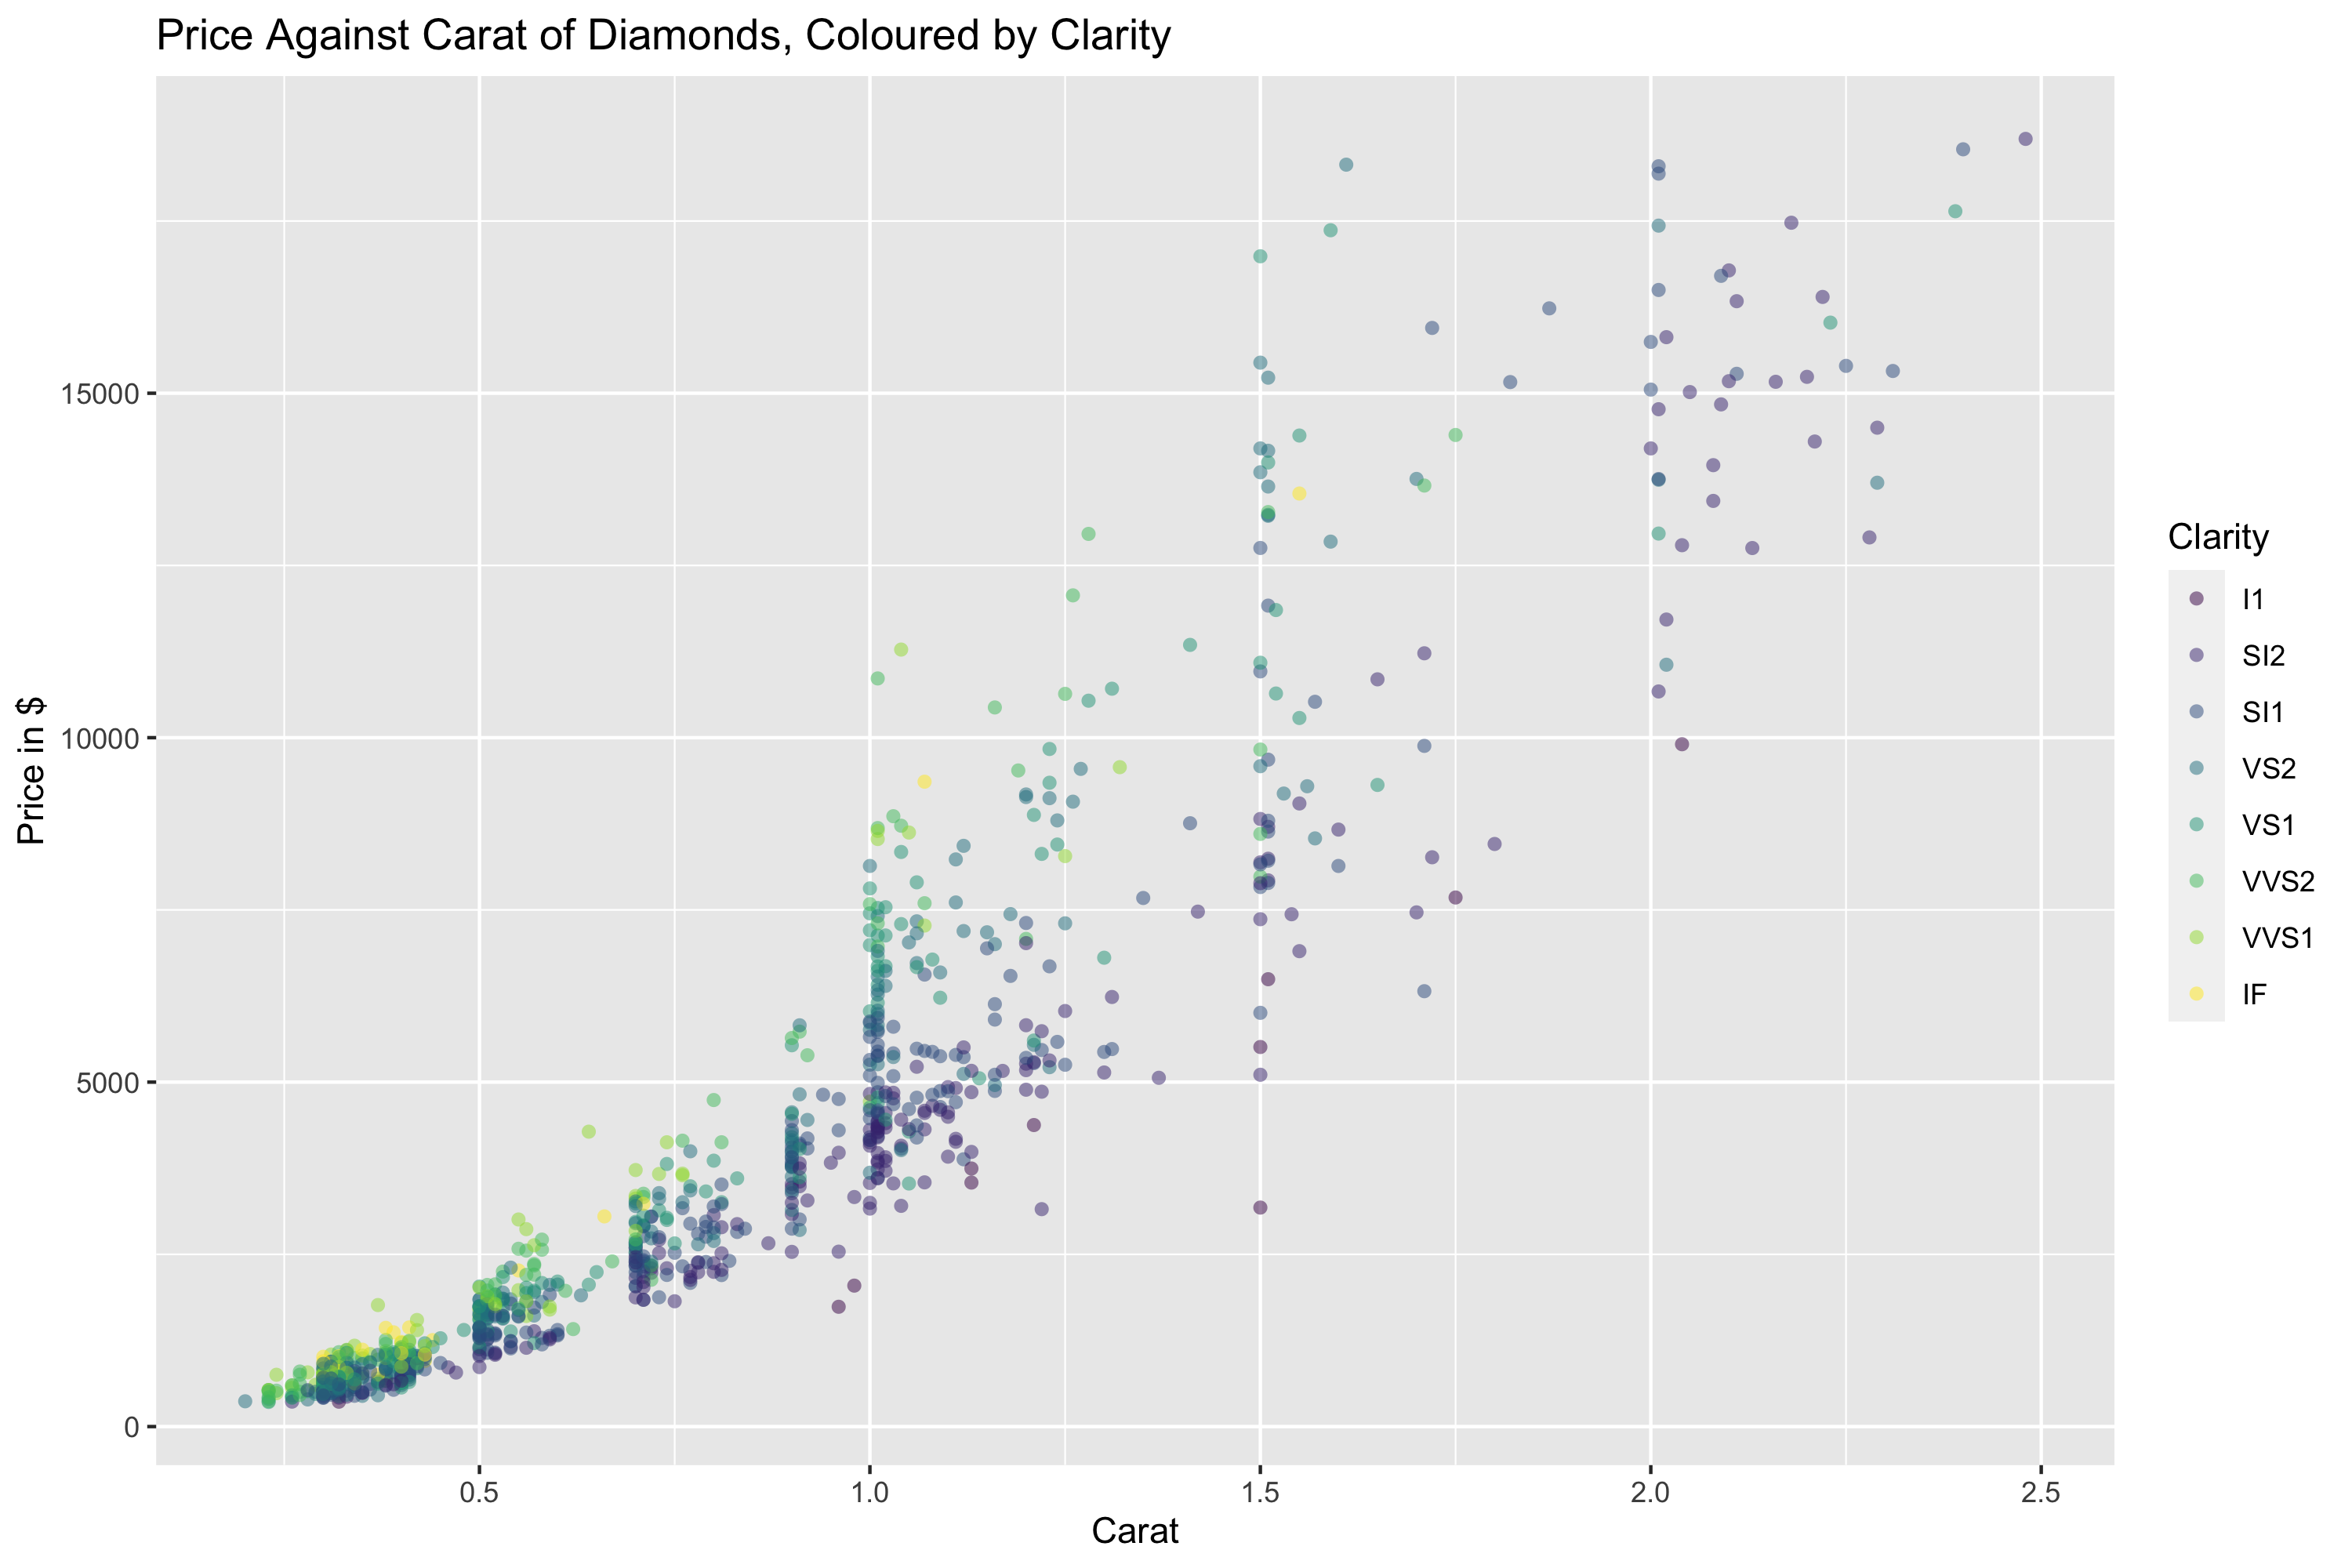 Price Against Carat of Diamonds, Coloured by Clarity
Price in $
15000
10000
5000
0
0.5 1.0 1.5 2.0 2.5
Carat
Clarity
I1
SI2
SI1
VS2
VS1
VVS2
VVS1
IF